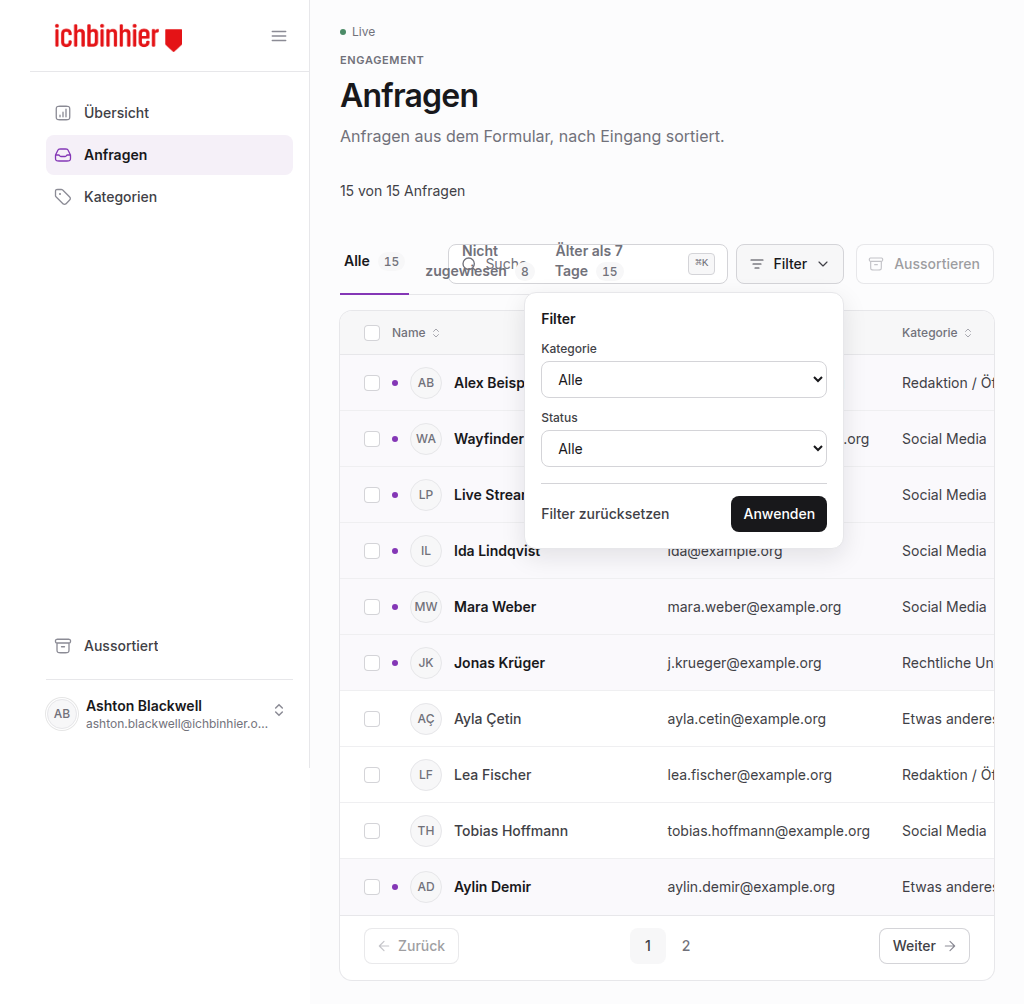 ichbinhier
Übersicht
Anfragen
Kategorien
Aussortiert
AB
Ashton Blackwell
ashton.blackwell@ichbinhier.o...
Live
ENGAGEMENT
Anfragen
Anfragen aus dem Formular, nach Eingang sortiert.
15 von 15 Anfragen
Alle 15
Nicht
zugewiesen 8
Älter als 7
Tage 15
Suche
⌘K
Filter
Aussortieren
Filter
Kategorie
Alle
Status
Alle
Filter zurücksetzen
Anwenden
Name Kategorie
AB Alex Beisp Redaktion / Öf
WA Wayfinder .org Social Media
LP Live Strear Social Media
IL Ida Lindqvist ida@example.org Social Media
MW Mara Weber mara.weber@example.org Social Media
JK Jonas Krüger j.krueger@example.org Rechtliche Un
AÇ Ayla Çetin ayla.cetin@example.org Etwas anderes
LF Lea Fischer lea.fischer@example.org Redaktion / Öf
TH Tobias Hoffmann tobias.hoffmann@example.org Social Media
AD Aylin Demir aylin.demir@example.org Etwas anderes
Zurück
1
2
Weiter